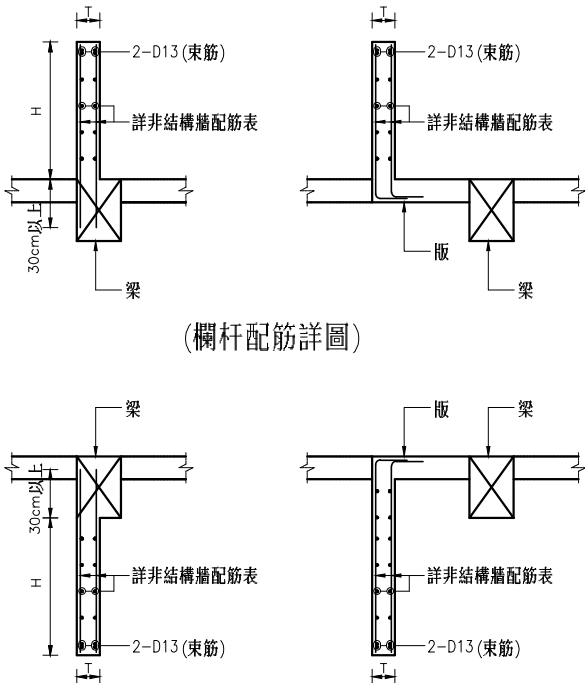 T
T
2-D13(束筋)
2-D13(束筋)
H
詳非結構牆配筋表
詳非結構牆配筋表
30cm以上
版
梁
梁
(欄杆配筋詳圖)
梁
版
梁
30cm以上
H
詳非結構牆配筋表
詳非結構牆配筋表
2-D13(束筋)
2-D13(束筋)
T
T